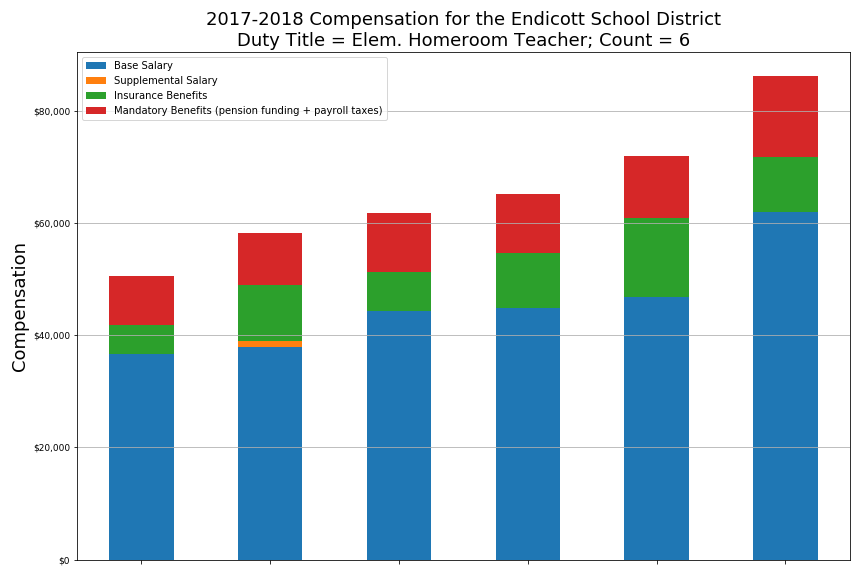 2017-2018 Compensation for the Endicott School District
Duty Title = Elem. Homeroom Teacher; Count = 6
Base Salary
Supplemental Salary
Insurance Benefits
Mandatory Benefits (pension funding + payroll taxes)
$80,000
$60,000
$40,000
$20,000
$0
Compensation